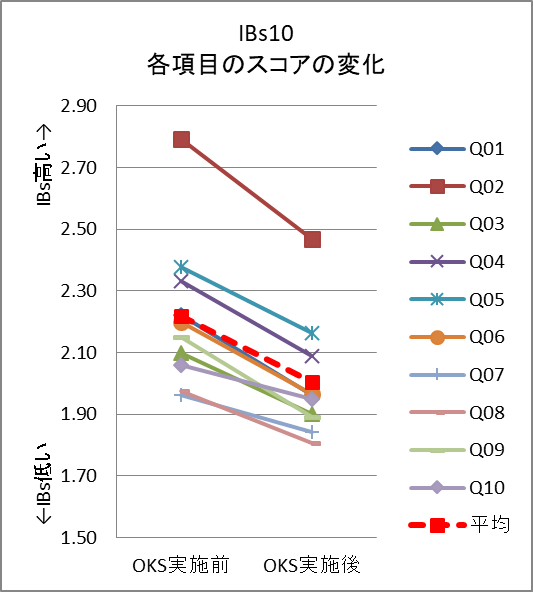 IBs10
各項目のスコアの変化
IBs高い→
←IBs低い
2.90
2.70
2.50
2.30
2.10
1.90
1.70
1.50
OKS実施前
OKS実施後
Q01
Q02
Q03
Q04
Q05
Q06
Q07
Q08
Q09
Q10
平均